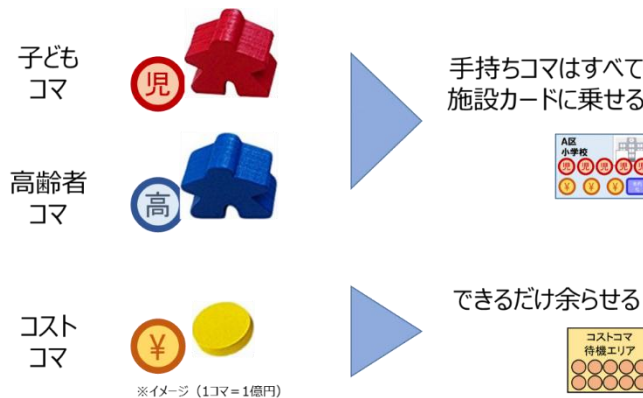 子ども
コマ
児
高齢者
コマ
高
コスト
コマ
¥
※イメージ（1コマ＝1億円）
手持ちコマはすべて
施設カードに乗せる
A区
小学校
児児児児児
¥ ¥ ¥
できるだけ余らせる
コストコマ
待機エリア